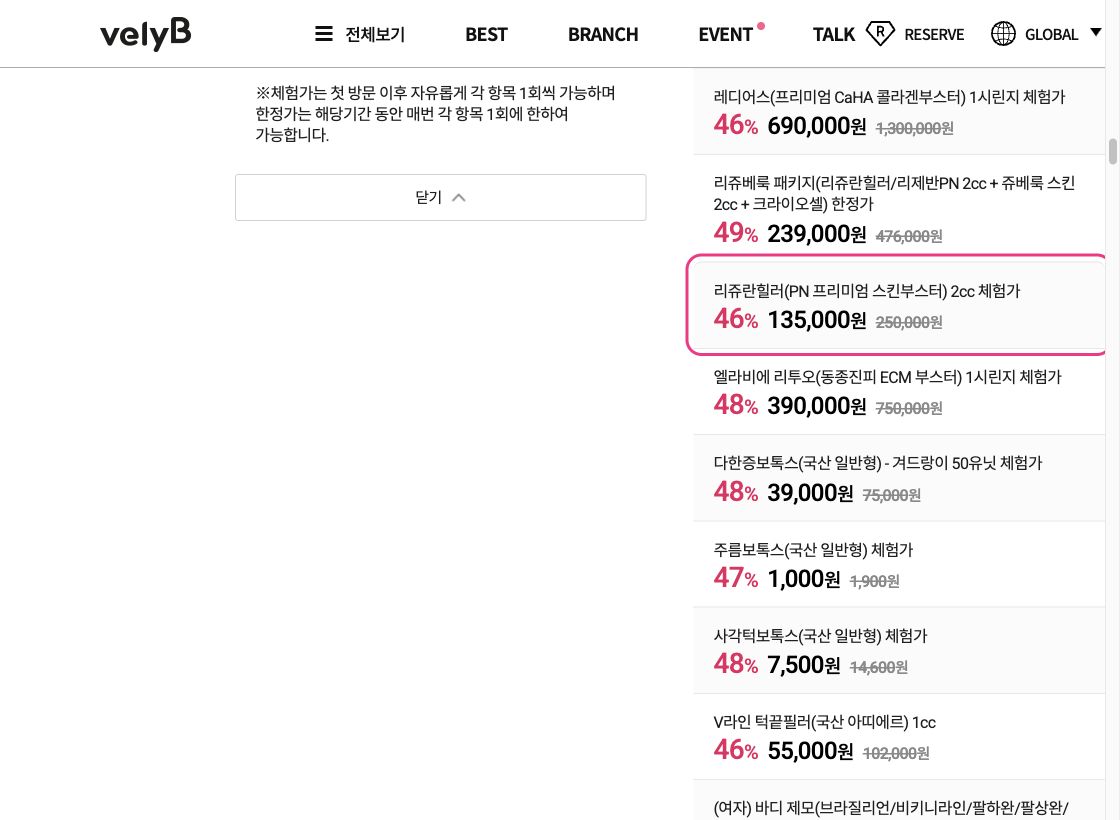 velyB
전체보기
BEST
BRANCH
EVENT
TALK
R
RESERVE
GLOBAL
※체험가는 첫 방문 이후 자유롭게 각 항목 1회씩 가능하며
한정가는 해당기간 동안 매번 각 항목 1회에 한하여
가능합니다.
닫기
레디어스(프리미엄 CaHA 콜라겐부스터) 1시린지 체험가
46% 690,000원 1,300,000원
리쥬베룩 패키지(리쥬란힐러/리제반PN 2cc + 쥬베룩 스킨
2cc + 크라이오셀) 한정가
49% 239,000원 476,000원
리쥬란힐러(PN 프리미엄 스킨부스터) 2cc 체험가
46% 135,000원 250,000원
엘라비에 리투오(동종진피 ECM 부스터) 1시린지 체험가
48% 390,000원 750,000원
다한증보톡스(국산 일반형) - 겨드랑이 50유닛 체험가
48% 39,000원 75,000원
주름보톡스(국산 일반형) 체험가
47% 1,000원 1,900원
사각턱보톡스(국산 일반형) 체험가
48% 7,500원 14,600원
V라인 턱끝필러(국산 아띠에르) 1cc
46% 55,000원 102,000원
(여자) 바디 제모(브라질리언/비키니라인/팔하완/팔상완/